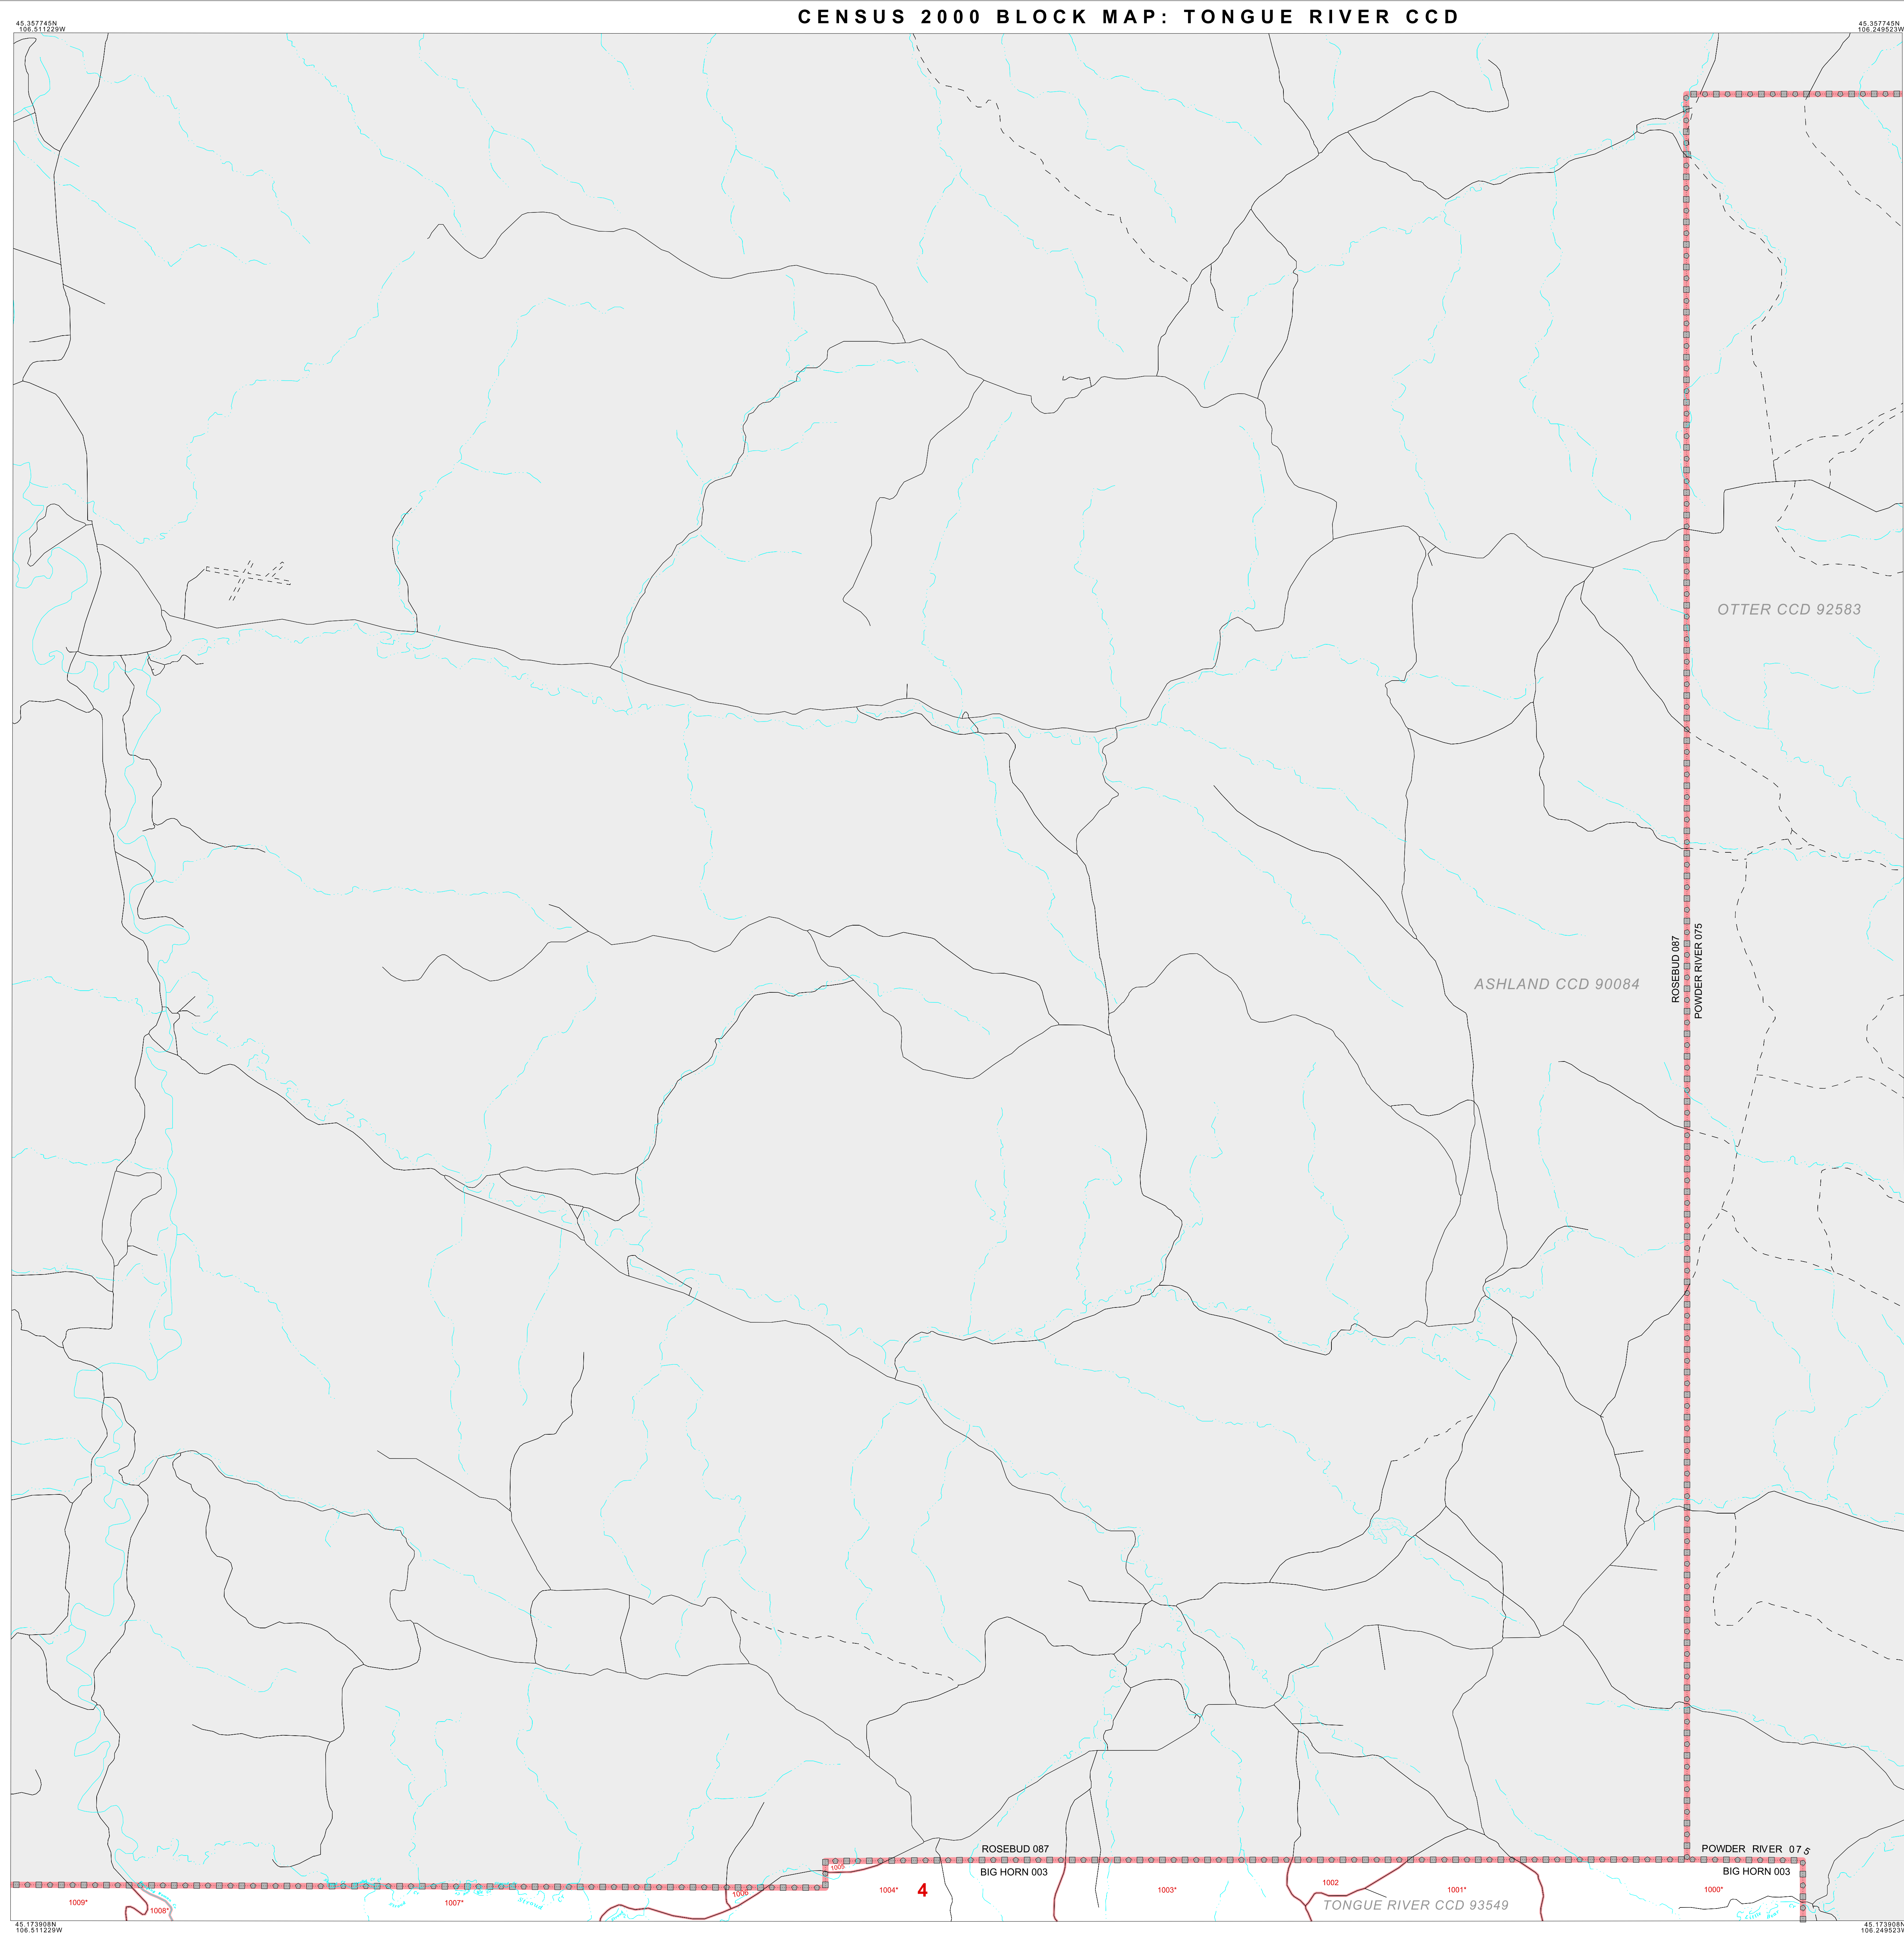 CENSUS 2000 BLOCK MAP: TONGUE RIVER CCD
45.357745N
106.511229W
45.357745N
106.249523W
OTTER CCD 92583
ASHLAND CCD 90084
ROSEBUD 087
POWDER RIVER 075
ROSEBUD 087
POWDER RIVER 075
BIG HORN 003
BIG HORN 003
1005
1006
1004*
4
1003*
1002
1001*
1000*
1009*
1008*
1007*
TONGUE RIVER CCD 93549
45.173908N
106.511229W
45.173908N
106.249523W